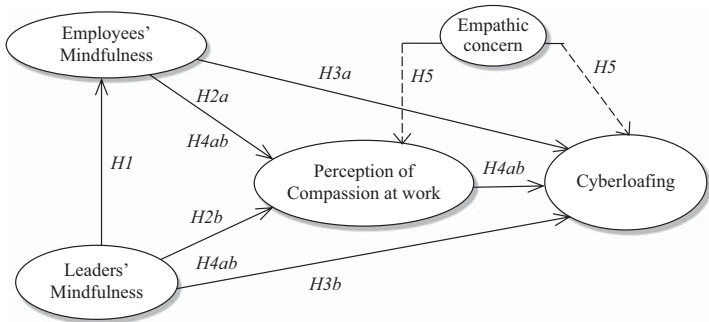 Employees'
Mindfulness
Empathic
concern
H3a
H5
H5
H2a
H4ab
H1
Perception of
Compassion at work
H4ab
Cyberloafing
H2b
H4ab
Leaders'
Mindfulness
H3b